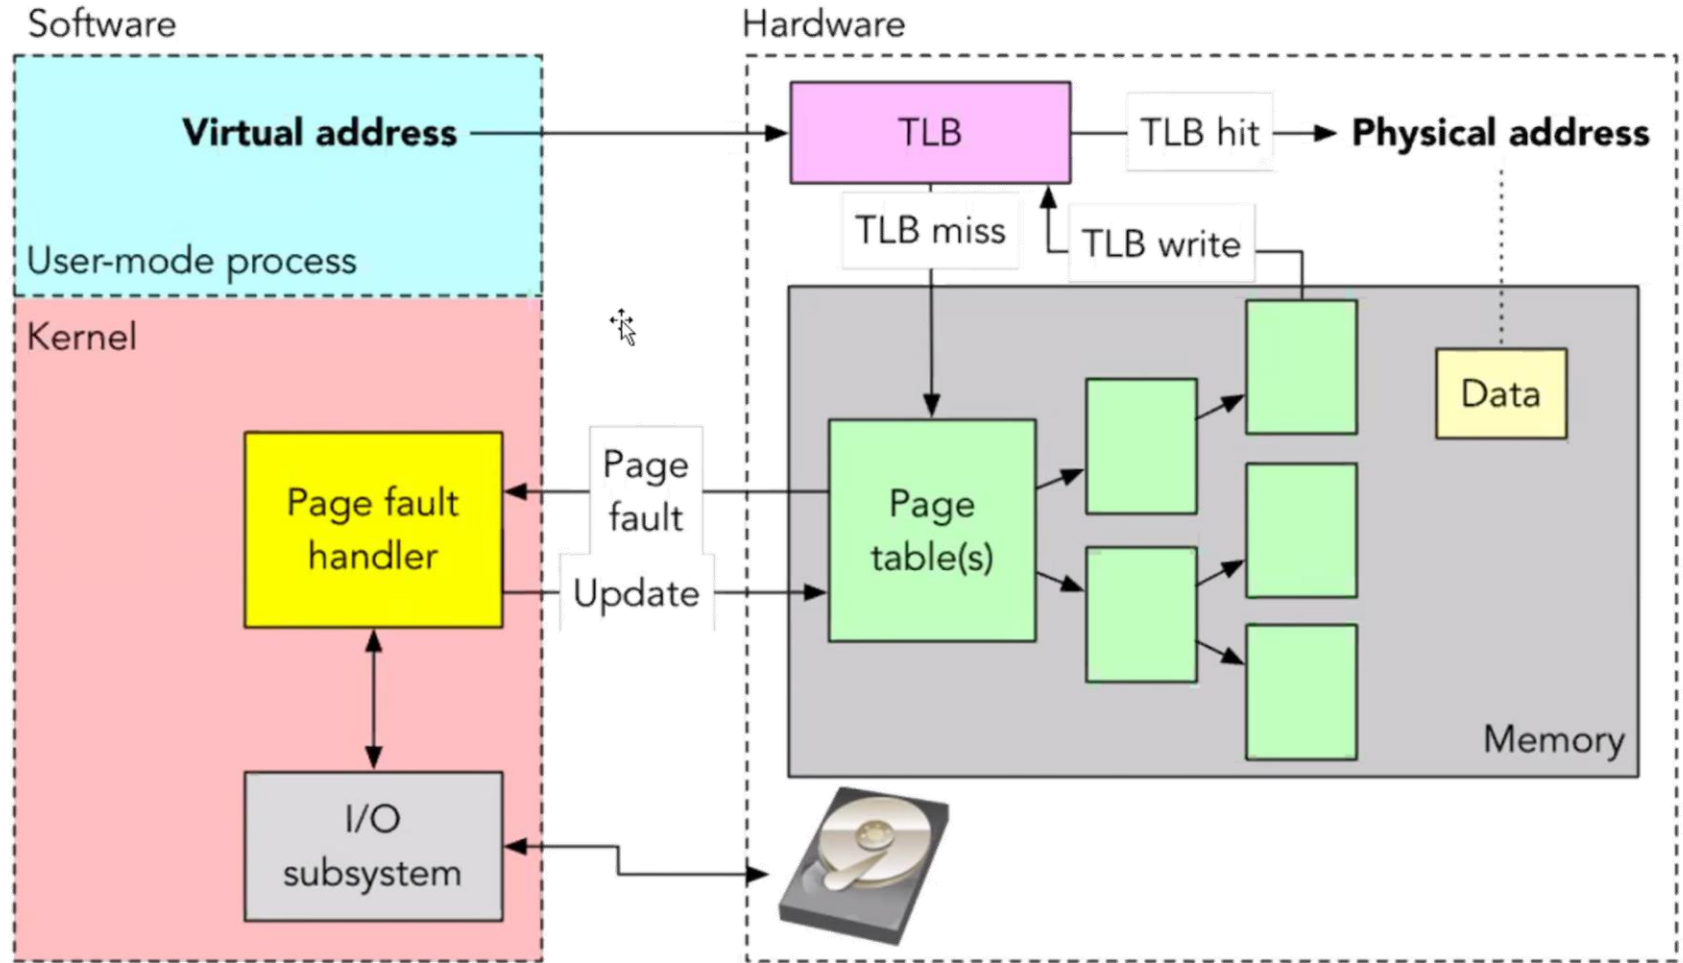 Software
Hardware
Virtual address
TLB
TLB hit
Physical address
TLB miss
TLB write
User-mode process
Kernel
Page fault
handler
Page
fault
Update
Page
table(s)
Data
Memory
I/O
subsystem